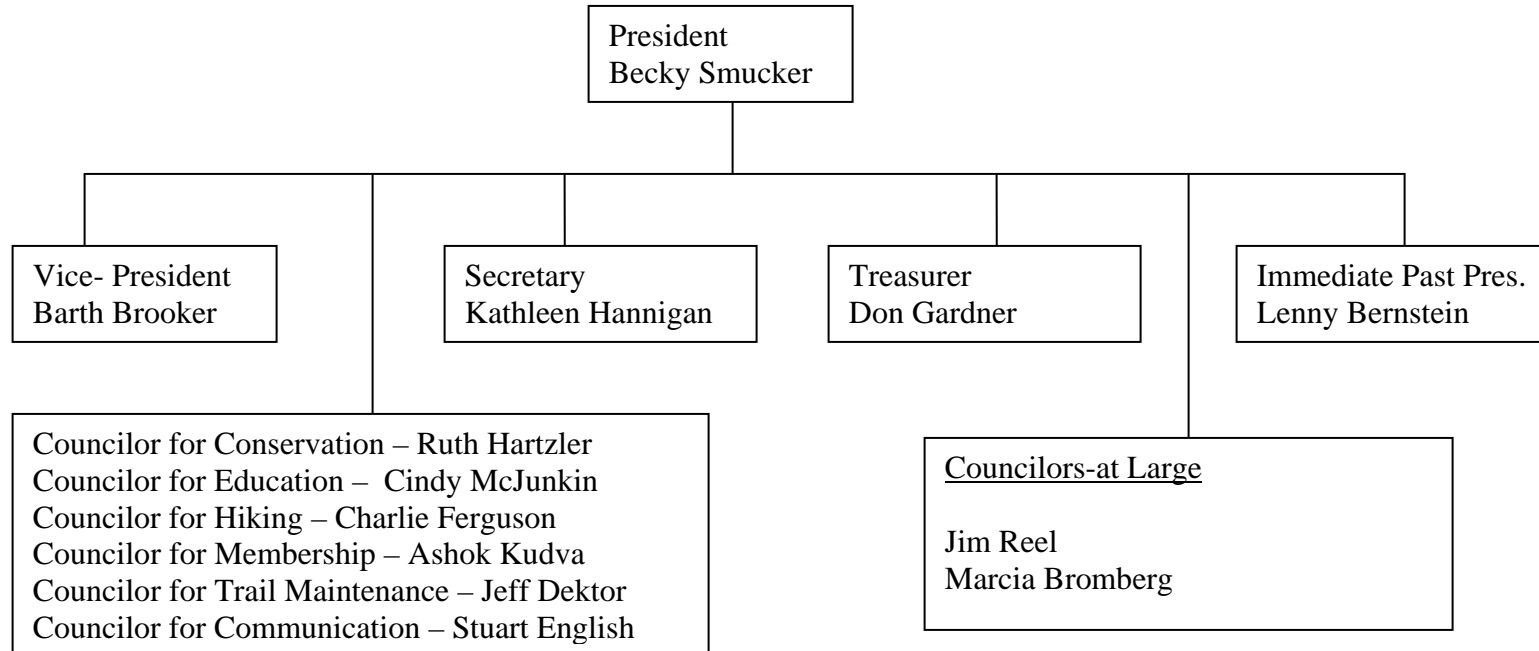 President
Becky Smucker
Vice- President
Barth Brooker
Secretary
Kathleen Hannigan
Treasurer
Don Gardner
Immediate Past Pres.
Lenny Bernstein
Councilor for Conservation – Ruth Hartzler
Councilor for Education –  Cindy McJunkin
Councilor for Hiking – Charlie Ferguson
Councilor for Membership – Ashok Kudva
Councilor for Trail Maintenance – Jeff Dektor
Councilor for Communication – Stuart English
Councilors-at Large
Jim Reel
Marcia Bromberg